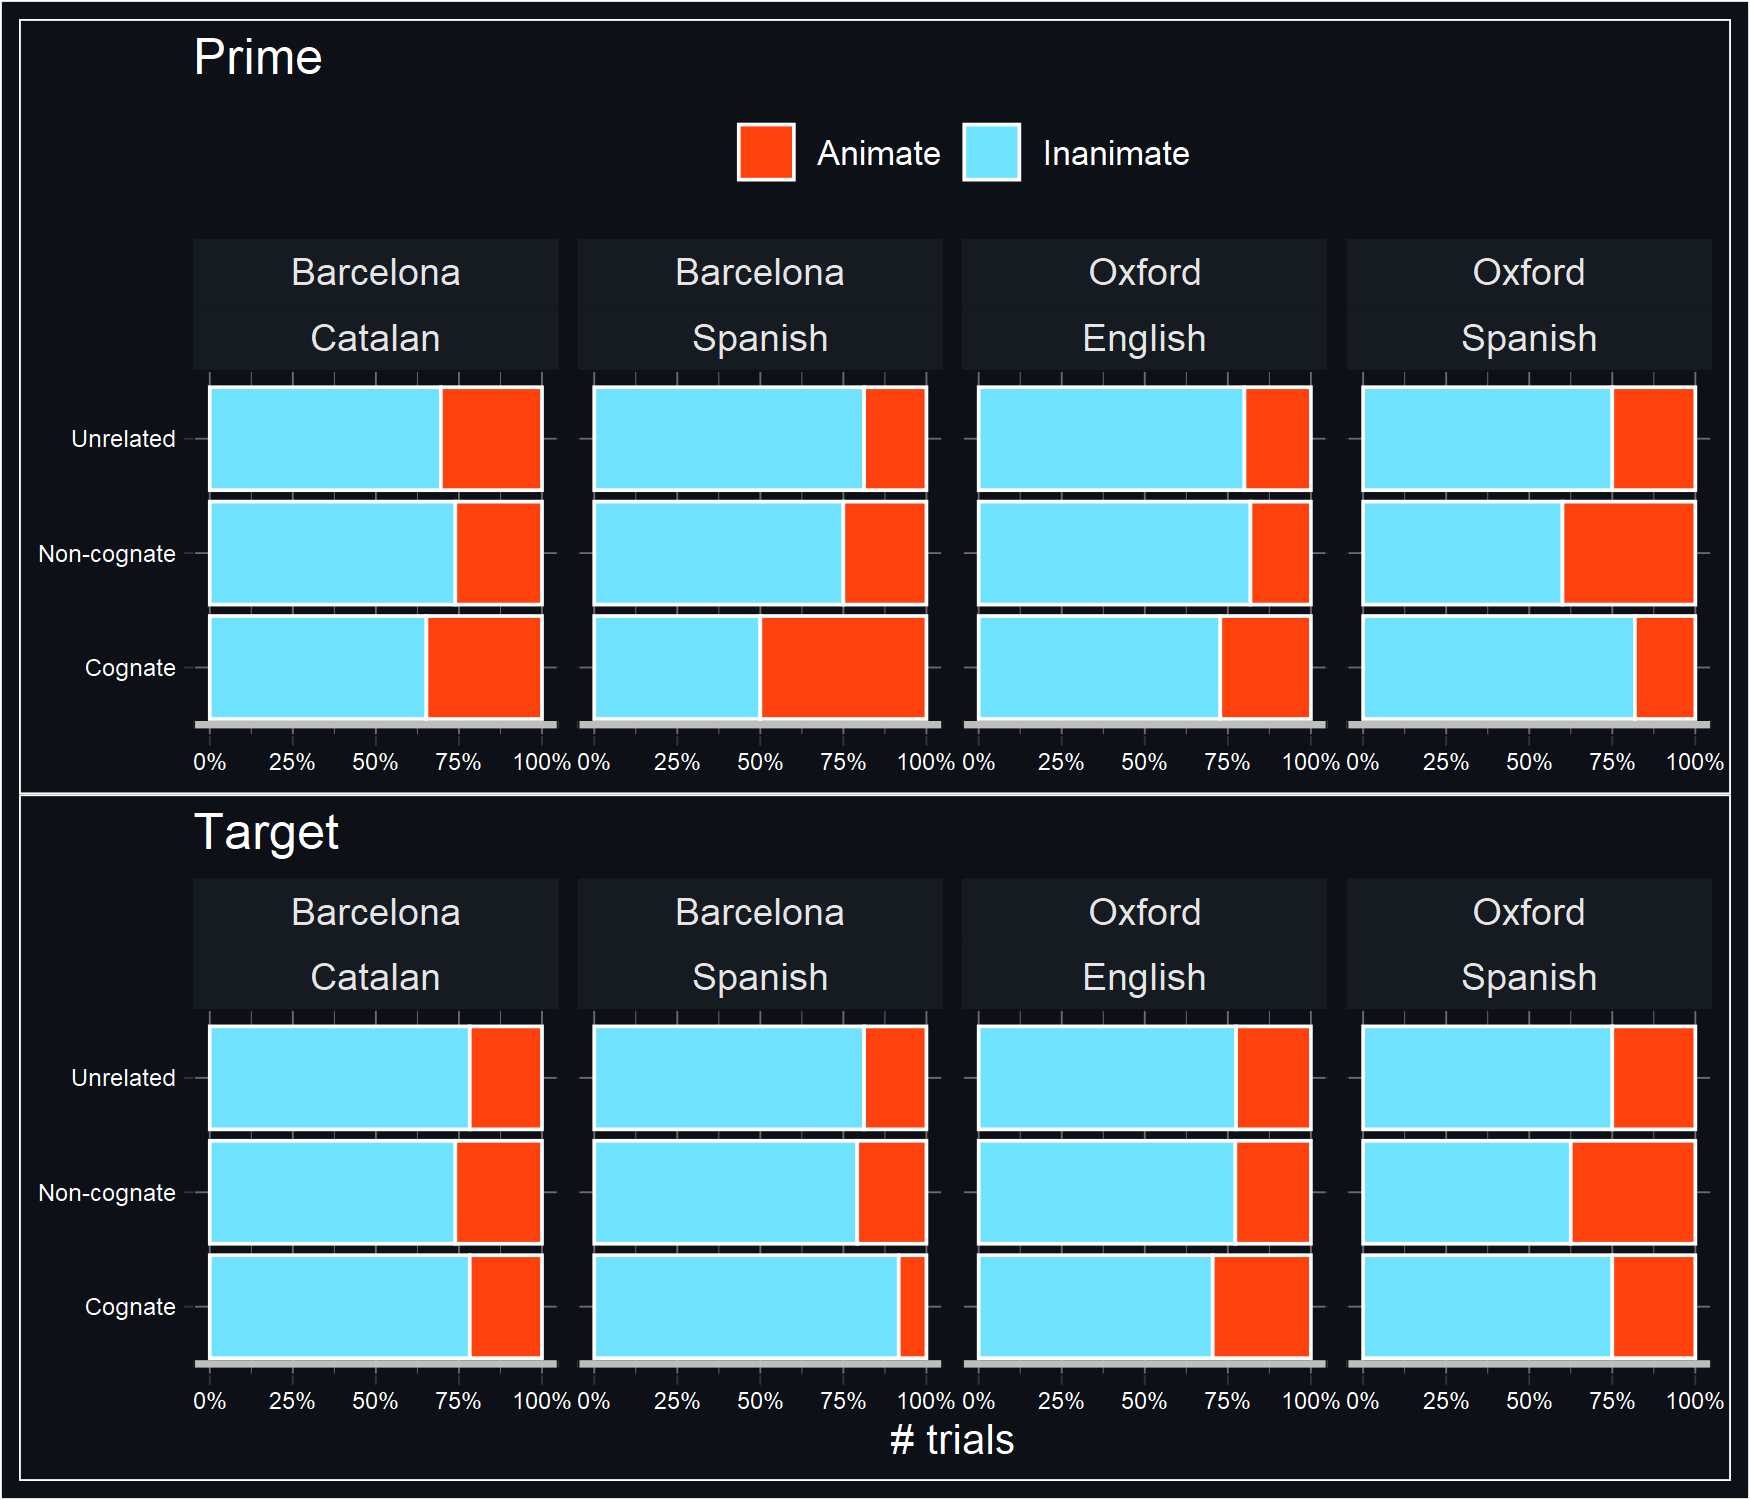 Prime
Animate Inanimate
Barcelona Barcelona Oxford Oxford
Catalan Spanish English Spanish
Unrelated
Non-cognate
Cognate
0% 25% 50% 75% 100% 0% 25% 50% 75% 100% 0% 25% 50% 75% 100% 0% 25% 50% 75% 100%
Target
Barcelona Barcelona Oxford Oxford
Catalan Spanish English Spanish
Unrelated
Non-cognate
Cognate
0% 25% 50% 75% 100% 0% 25% 50% 75% 100% 0% 25% 50% 75% 100% 0% 25% 50% 75% 100%
# trials